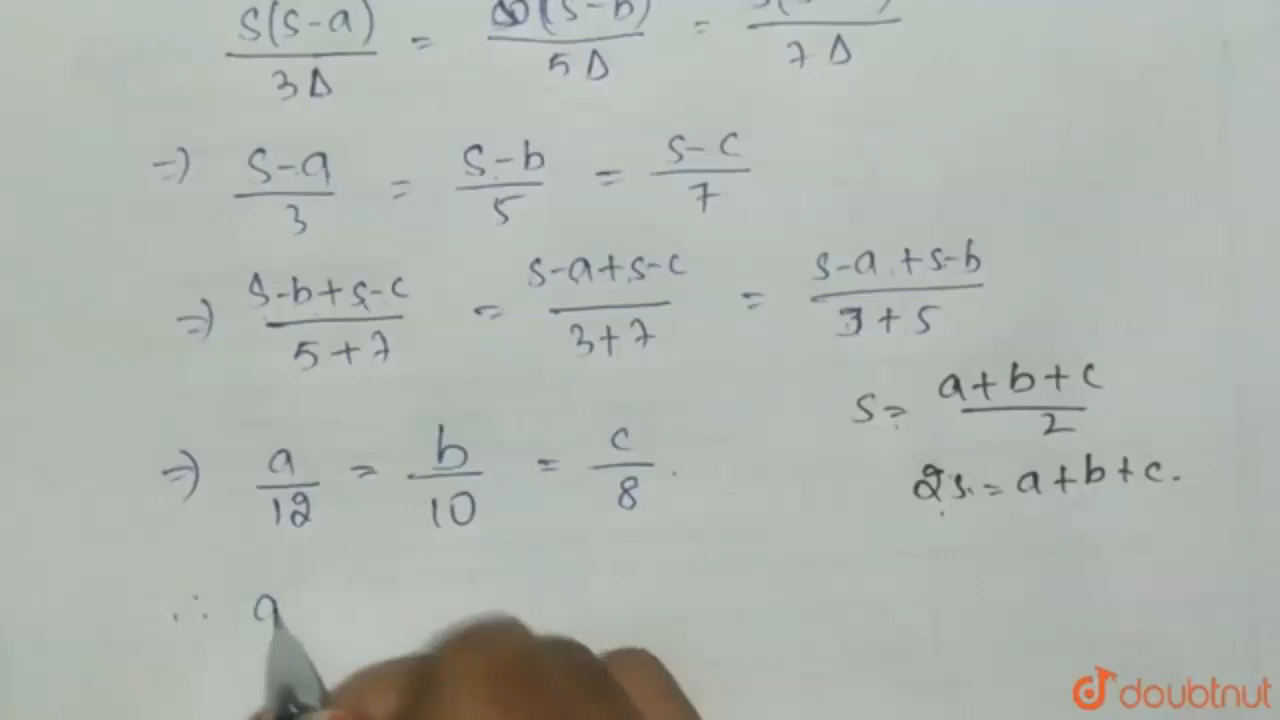 s(s-a)/3Δ = s(s-b)/5Δ = /7Δ
=) s-a/3 = s-b/5 = s-c/7
=) s-b+s-c/5+7 = s-a+s-c/3+7 = s-a+s-b/3+5
s = a+b+c/2
=) a/12 = b/10 = c/8.
2s. = a+b+c.
∴ a
doubtnut